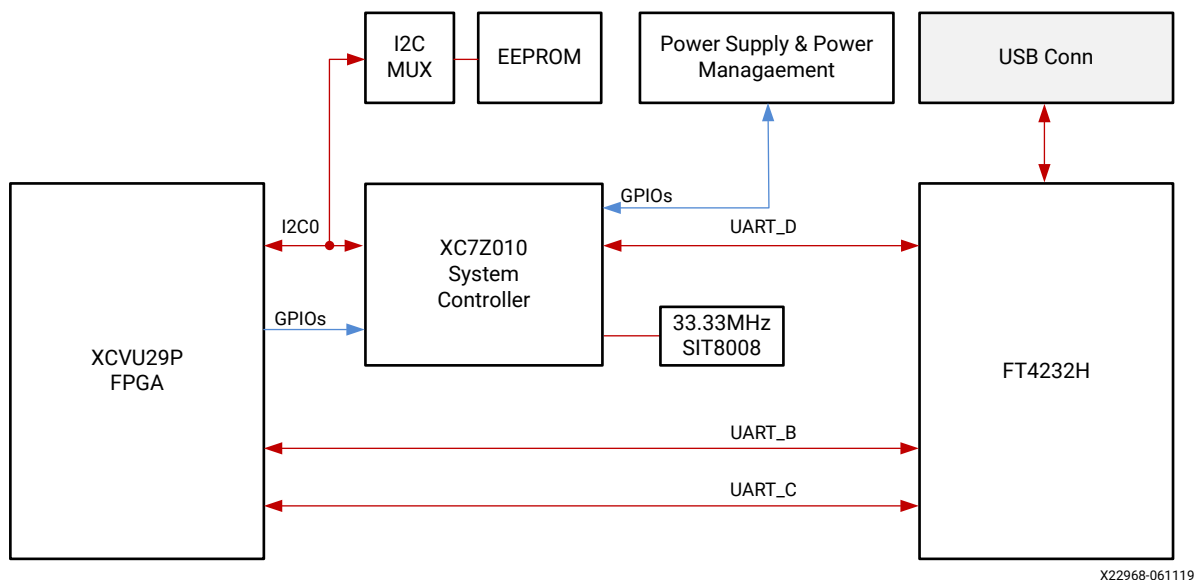 I2C
MUX
EEPROM
Power Supply & Power
Managaement
USB Conn
GPIOs
I2C0
UART_D
XC7Z010
System
Controller
GPIOs
33.33MHz
SIT8008
XCVU29P
FPGA
FT4232H
UART_B
UART_C
X22968-061119